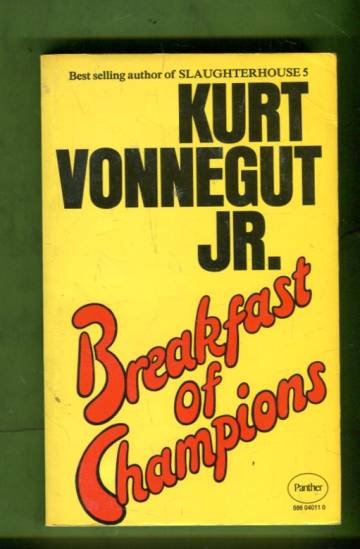 Best selling author of SLAUGHTERHOUSE 5
KURT
VONNEGUT
JR.
Breakfast
of
Champions
Panther
586 04011 0